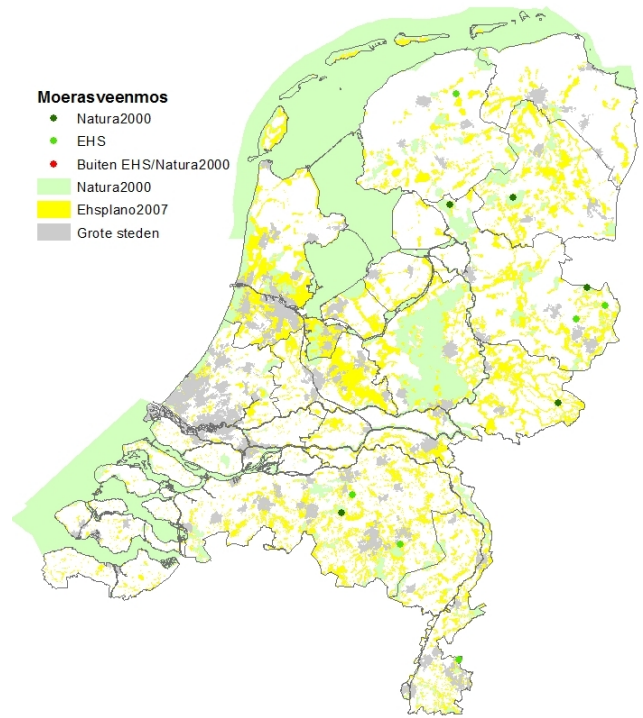 Moerasveenmos
Natura2000
EHS
Buiten EHS/Natura2000
Natura2000
Ehsplano2007
Grote steden